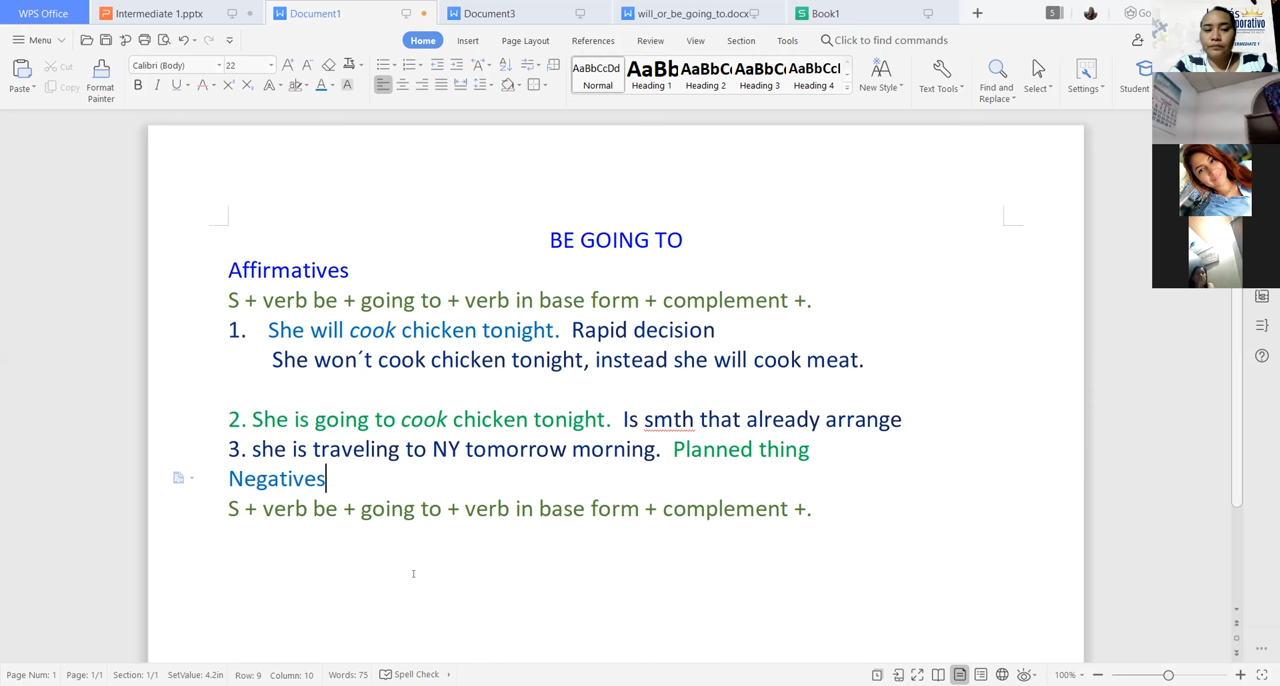 WPS Office
Intermediate 1.pptx
Document1
Document3
will_or_be_going_to.docx
Book1
5
Go
Menu
Home
Insert
Page Layout
References
Review
View
Section
Tools
Click to find commands
Paste
Cut
Copy
Format
Painter
Calibri (Body)
22
AaBbCcDd
Normal
AaBb
Heading 1
AaBbC
Heading 2
AaBbC
Heading 3
AaBbCcl
Heading 4
New Style
Text Tools
Find and
Replace
Select
Settings
Student
BE GOING TO
Affirmatives
S + verb be + going to + verb in base form + complement +.
1. She will cook chicken tonight. Rapid decision
She won´t cook chicken tonight, instead she will cook meat.
2. She is going to cook chicken tonight. Is smth that already arrange
3. she is traveling to NY tomorrow morning. Planned thing
Negatives
S + verb be + going to + verb in base form + complement +.
Page Num: 1 Page: 1/1 Section: 1/1 SetValue: 4.2in Row: 9 Column: 10 Words: 75 Spell Check
100%